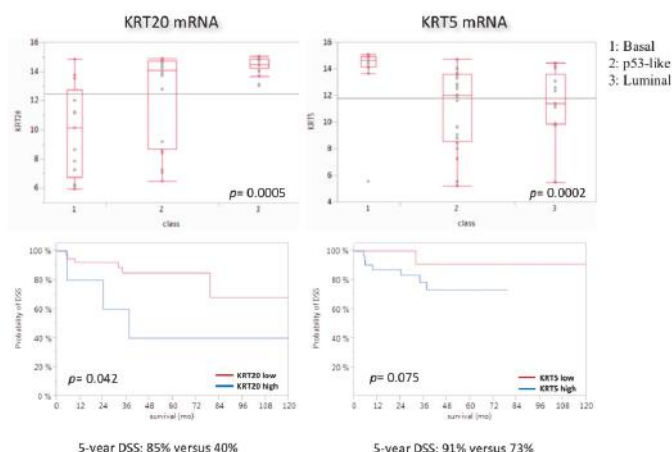 KRT20 mRNA
KRT5 mRNA
1: Basal
2: p53-like
3: Luminal
16
14
12
10
8
6
KRT20
p= 0.0005
1
2
3
class
16
14
12
10
8
6
4
KRT5
p= 0.0002
1
2
3
class
100 %
80 %
60 %
40 %
20 %
0 %
Probability of DSS
p= 0.042
KRT20 low
KRT20 high
0 12 24 36 48 60 72 84 96 108 120
survival (mo)
5-year DSS: 85% versus 40%
100 %
80 %
60 %
40 %
20 %
Probability of DSS
p= 0.075
KRT5 low
KRT5 high
0 12 24 36 48 60 72 84 96 108 120
survival (mo)
5-year DSS: 91% versus 73%